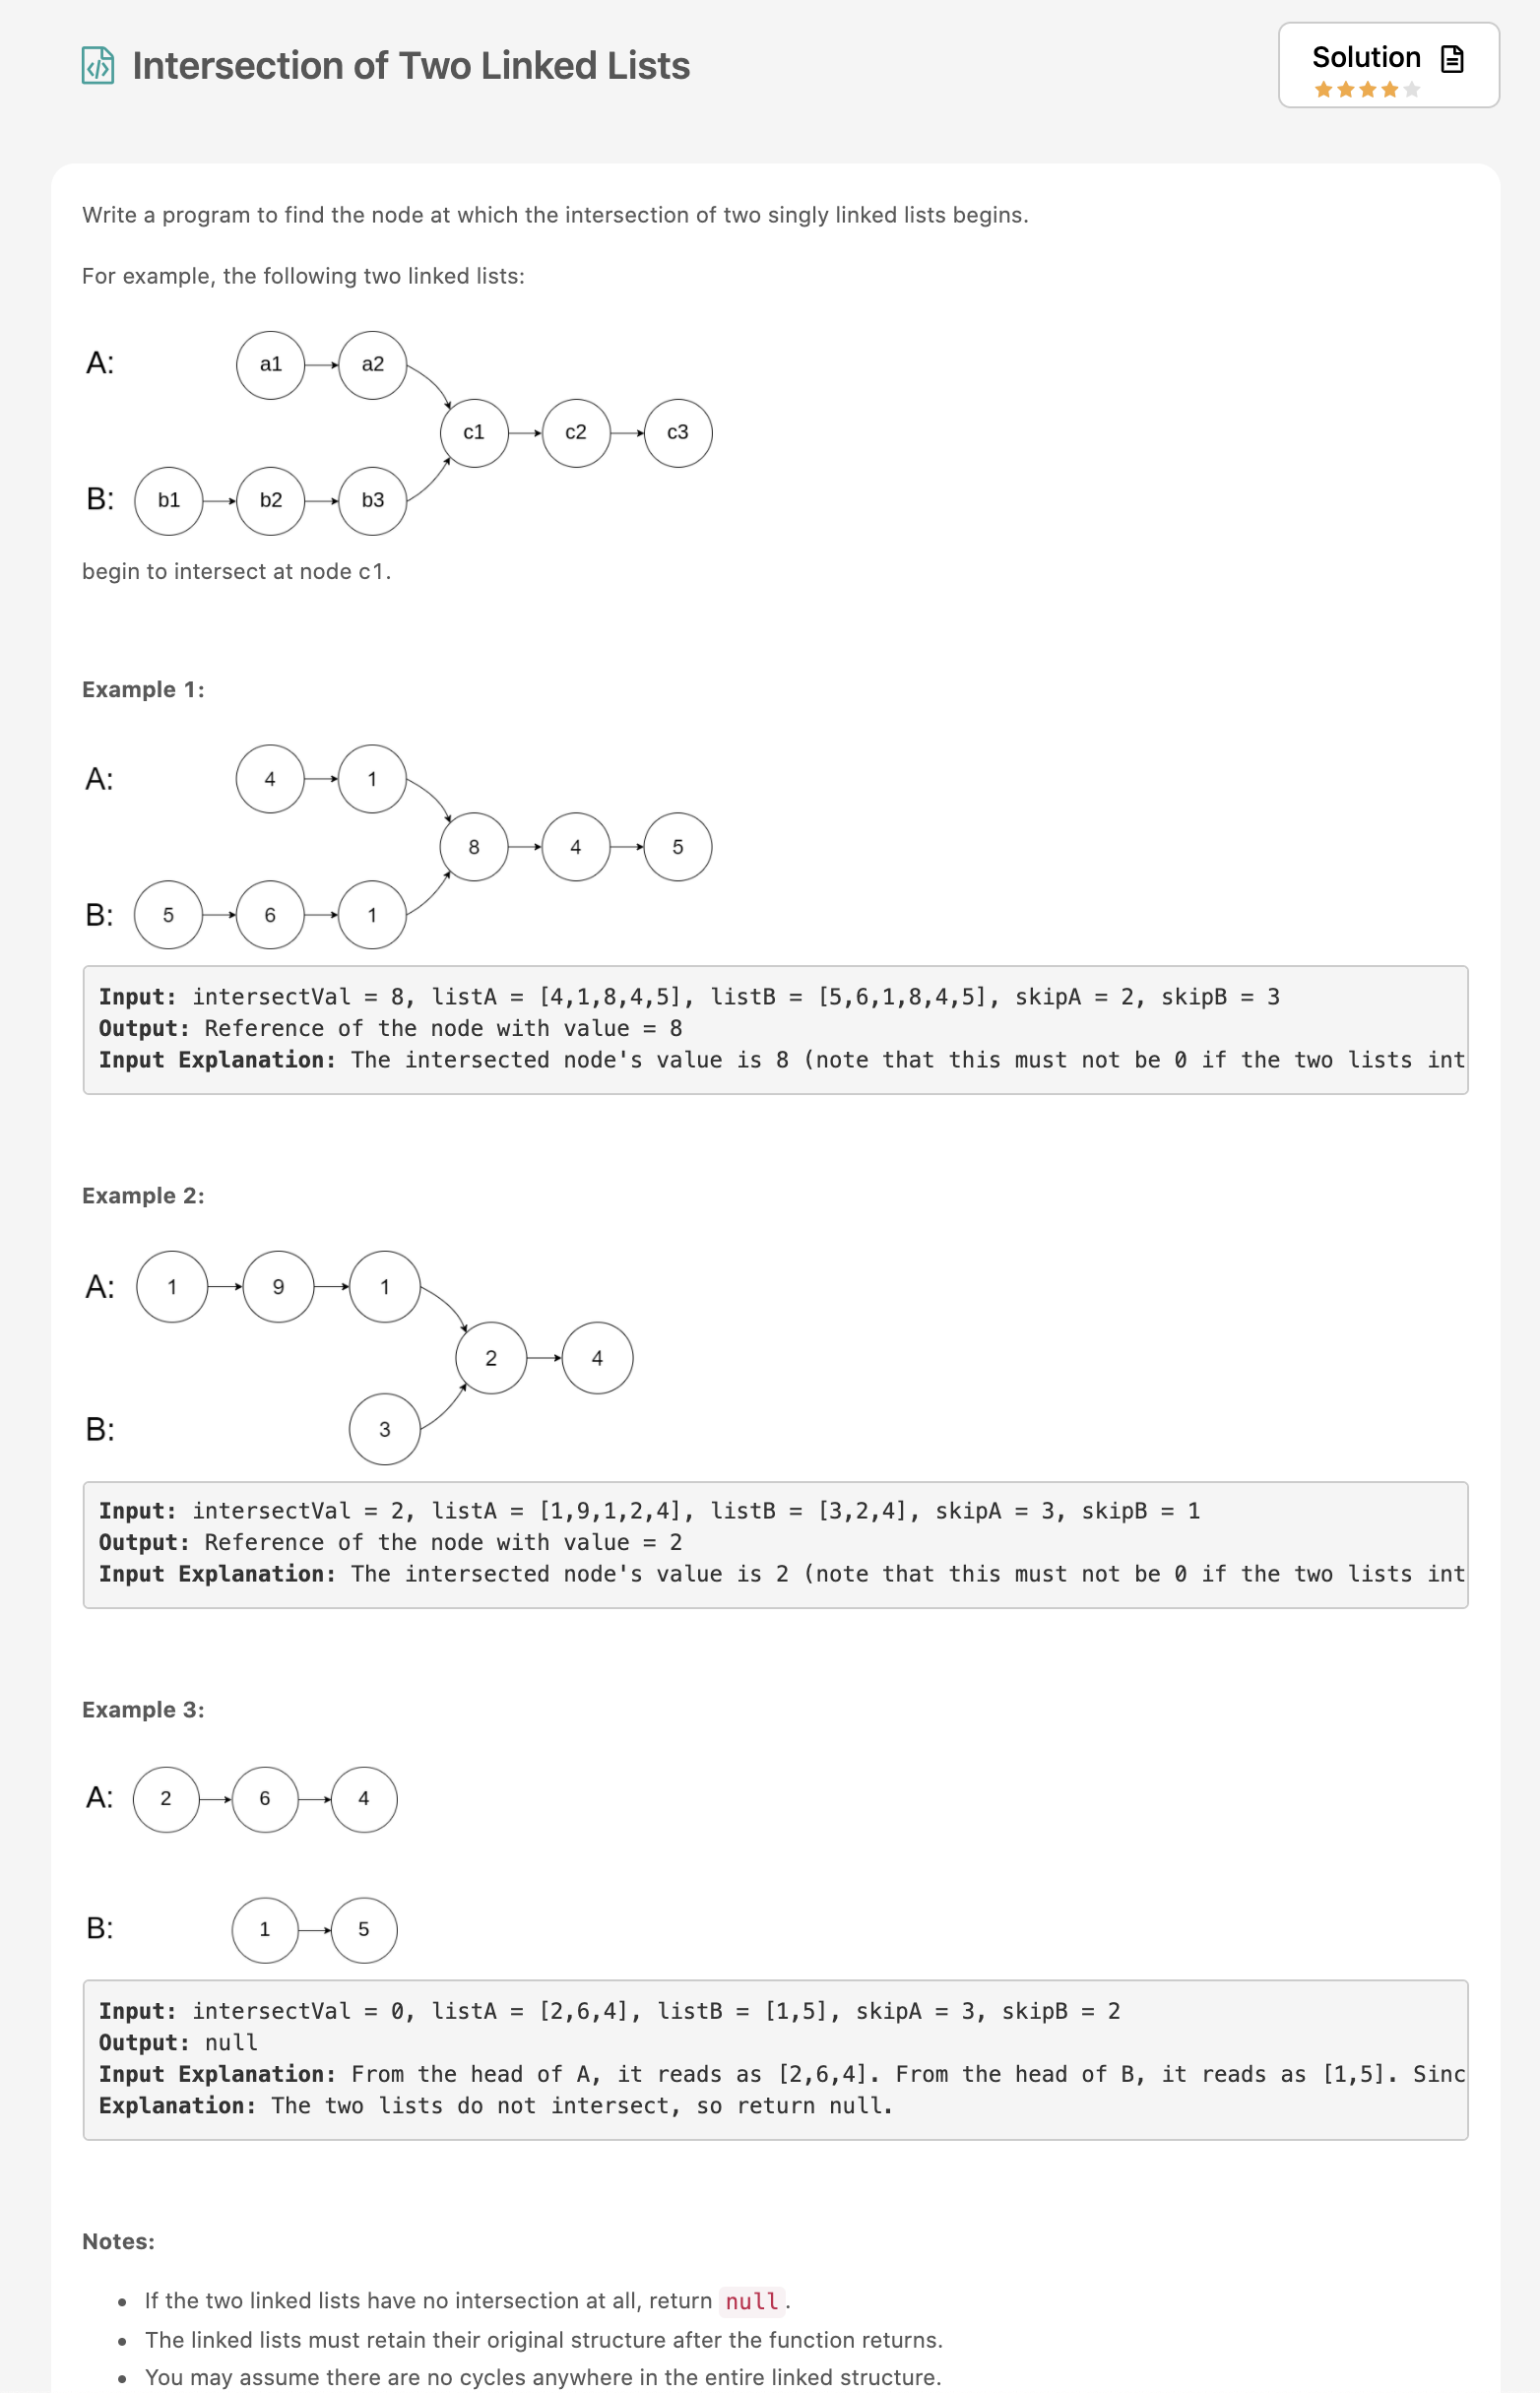 Intersection of Two Linked Lists
Solution
Write a program to find the node at which the intersection of two singly linked lists begins.
For example, the following two linked lists:
A: a1 a2
c1 c2 c3
B: b1 b2 b3
begin to intersect at node c1.
Example 1:
A: 4 1
8 4 5
B: 5 6 1
Input: intersectVal = 8, listA = [4,1,8,4,5], listB = [5,6,1,8,4,5], skipA = 2, skipB = 3
Output: Reference of the node with value = 8
Input Explanation: The intersected node's value is 8 (note that this must not be 0 if the two lists int
Example 2:
A: 1 9 1
2 4
B: 3
Input: intersectVal = 2, listA = [1,9,1,2,4], listB = [3,2,4], skipA = 3, skipB = 1
Output: Reference of the node with value = 2
Input Explanation: The intersected node's value is 2 (note that this must not be 0 if the two lists int
Example 3:
A: 2 6 4
B: 1 5
Input: intersectVal = 0, listA = [2,6,4], listB = [1,5], skipA = 3, skipB = 2
Output: null
Input Explanation: From the head of A, it reads as [2,6,4]. From the head of B, it reads as [1,5]. Sinc
Explanation: The two lists do not intersect, so return null.
Notes:
• If the two linked lists have no intersection at all, return null.
• The linked lists must retain their original structure after the function returns.
• You may assume there are no cycles anywhere in the entire linked structure.